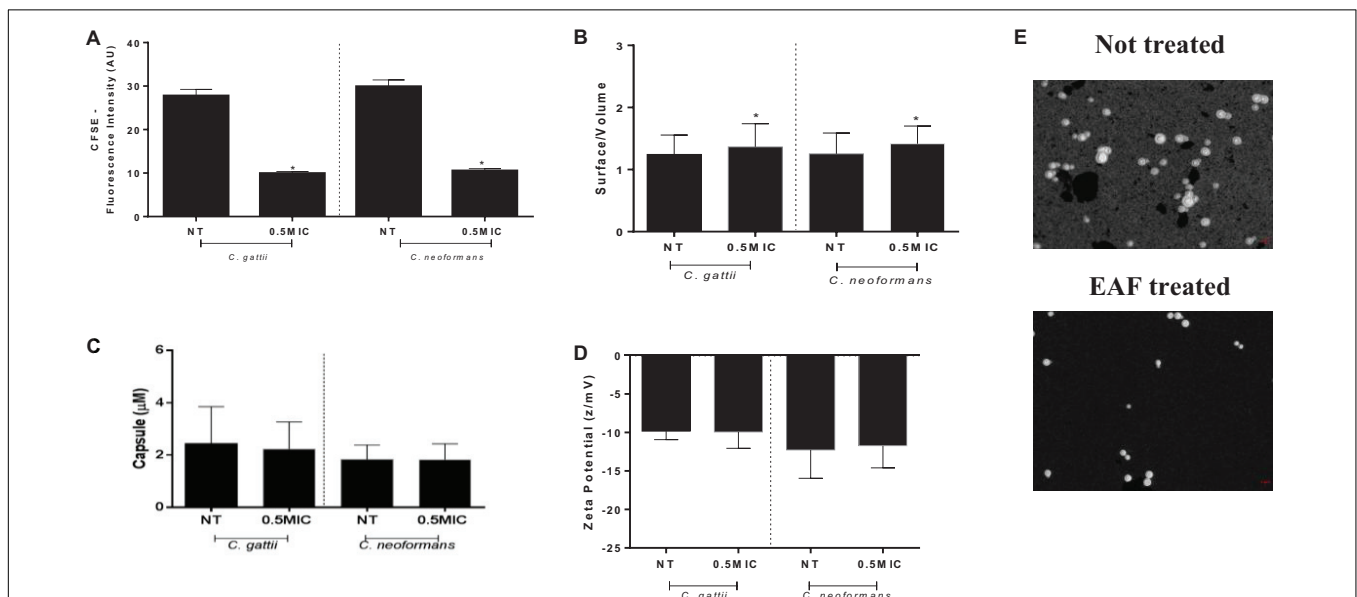 A
CFSE -
Fluorescence Intensity (AU)
40
30
20
10
0
*
*
NT
0.5MIC
NT
0.5MIC
C. gattii
C. neoformans
B
Surface/Volume
3
2
1
0
*
*
NT
0.5MIC
NT
0.5MIC
C. gattii
C. neoformans
C
Capsule (µM)
6
4
2
0
NT
0.5MIC
NT
0.5MIC
C. gattii
C. neoformans
D
Zeta Potential (z/mV)
0
-5
-10
-15
-20
-25
NT
0.5MIC
NT
0.5MIC
C. gattii
C. neoformans
E
Not treated
EAF treated